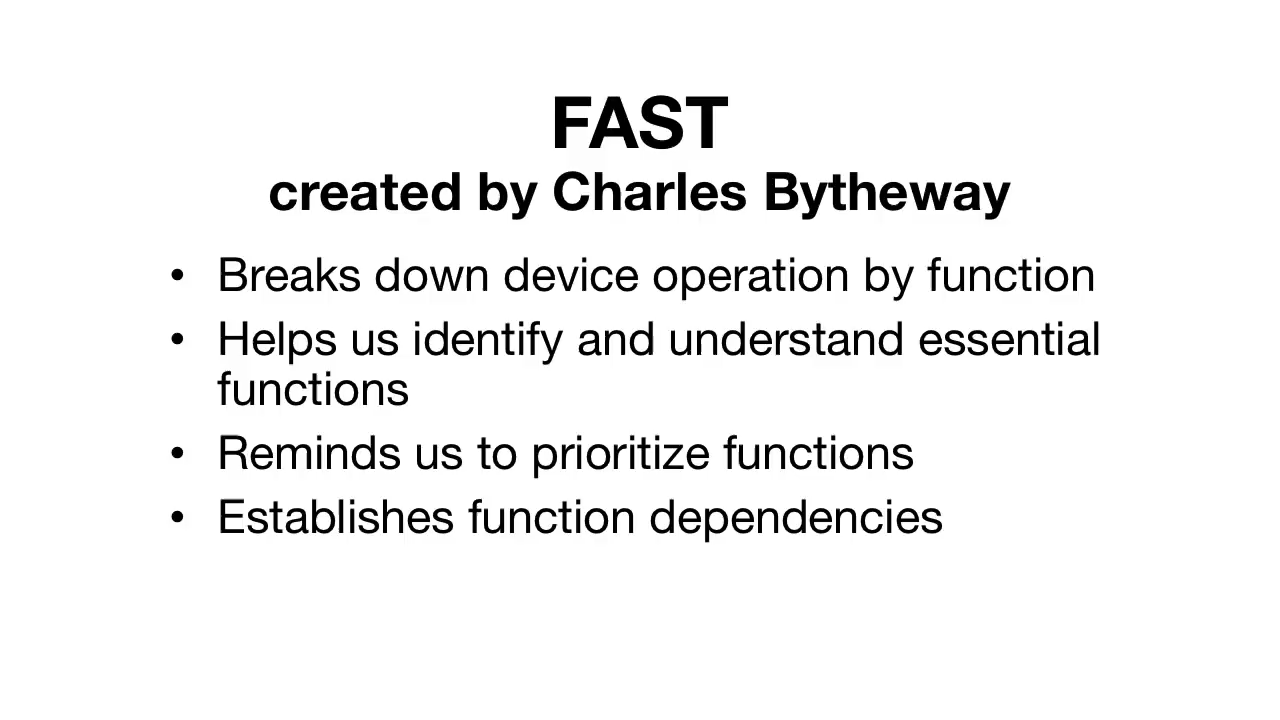 FAST
created by Charles Bytheway
• Breaks down device operation by function
• Helps us identify and understand essential
functions
• Reminds us to prioritize functions
• Establishes function dependencies